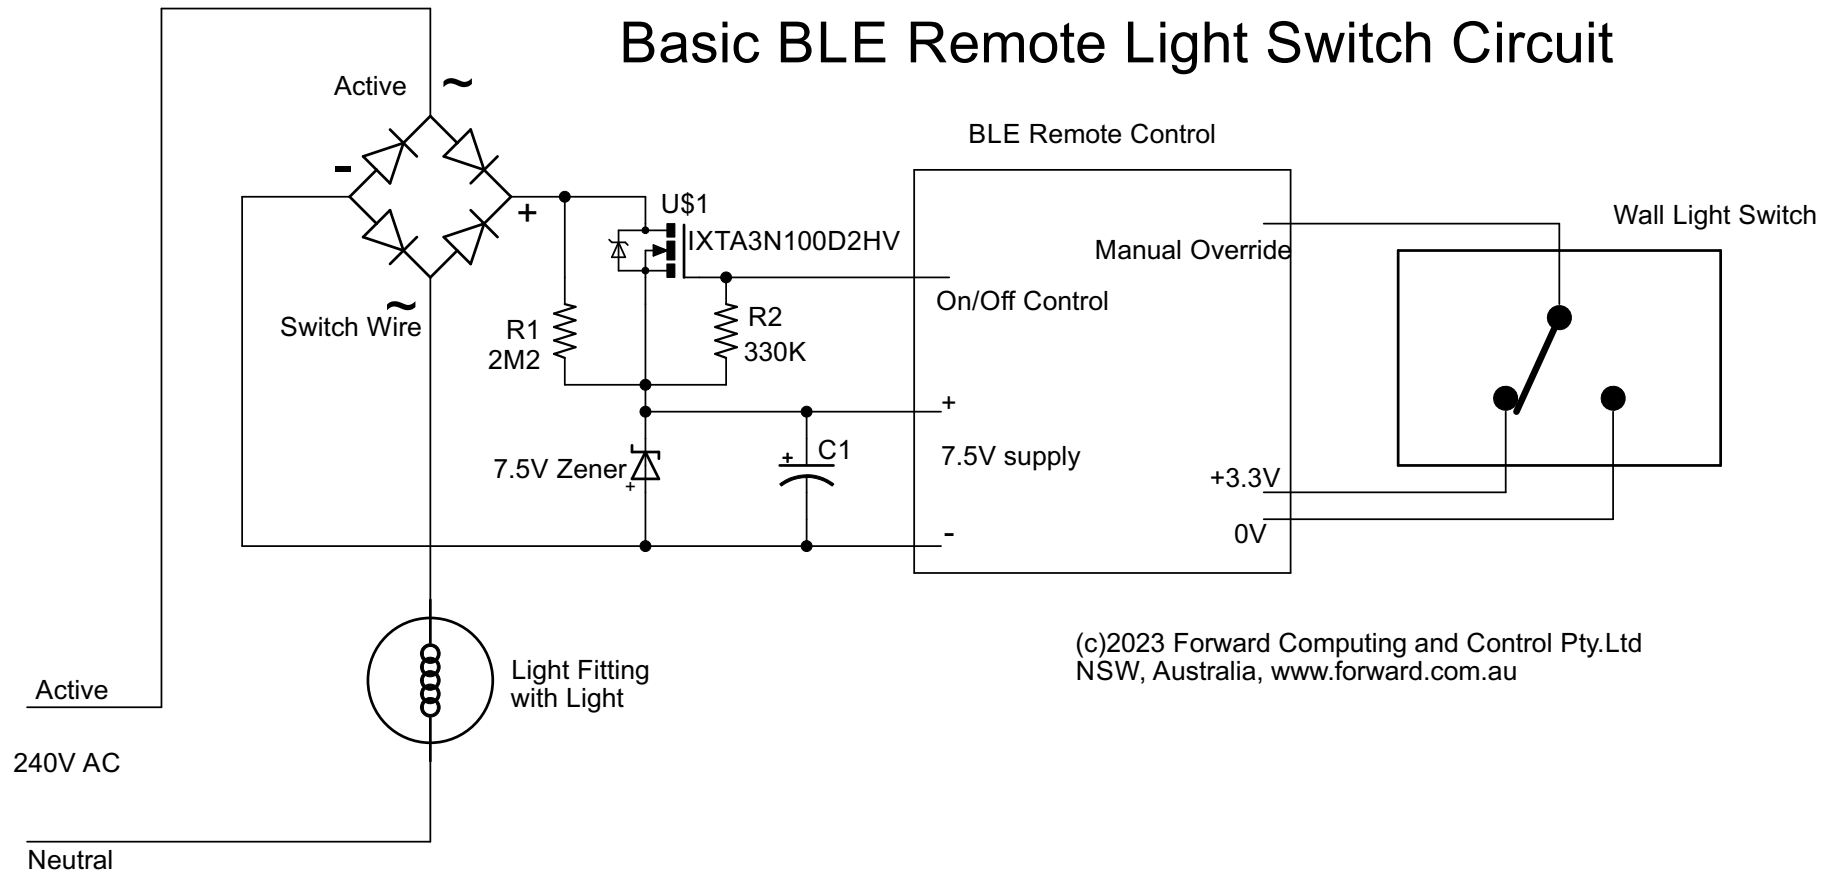 Basic BLE Remote Light Switch Circuit
Active
~
BLE Remote Control
-
U$1
Wall Light Switch
+
IXTA3N100D2HV
Manual Override
~
On/Off Control
Switch Wire
R1
2M2
R2
330K
+
7.5V Zener
+
+
C1
7.5V supply
+3.3V
-
0V
(c)2023 Forward Computing and Control Pty.Ltd
NSW, Australia, www.forward.com.au
Light Fitting
with Light
Active
240V AC
Neutral